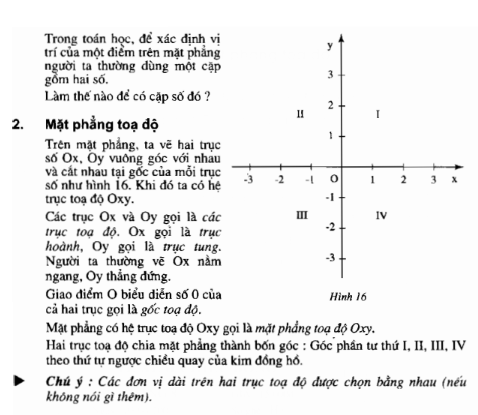 Trong toán học, để xác định vị
trí của một điểm trên mặt phẳng
người ta thường dùng một cặp
gồm hai số.
Làm thế nào để có cặp số đó ?
2. Mặt phẳng toạ độ
Trên mặt phẳng, ta vẽ hai trục
số Ox, Oy vuông góc với nhau
và cắt nhau tại gốc của mỗi trục
số như hình 16. Khi đó ta có hệ
trục toạ độ Oxy.
Các trục Ox và Oy gọi là các
trục toạ độ. Ox gọi là trục
hoành, Oy gọi là trục tung.
Người ta thường vẽ Ox nằm
ngang, Oy thẳng đứng.
Giao điểm O biểu diễn số 0 của
cả hai trục gọi là gốc toạ độ.
y
3
2
II I
1
-3 -2 -1 O 1 2 3 x
-1
III IV
-2
-3
Hình 16
Mặt phẳng có hệ trục toạ độ Oxy gọi là mặt phẳng toạ độ Oxy.
Hai trục toạ độ chia mặt phẳng thành bốn góc : Góc phần tư thứ I, II, III, IV
theo thứ tự ngược chiều quay của kim đồng hồ.
Chú ý : Các đơn vị dài trên hai trục toạ độ được chọn bằng nhau (nếu
không nói gì thêm).